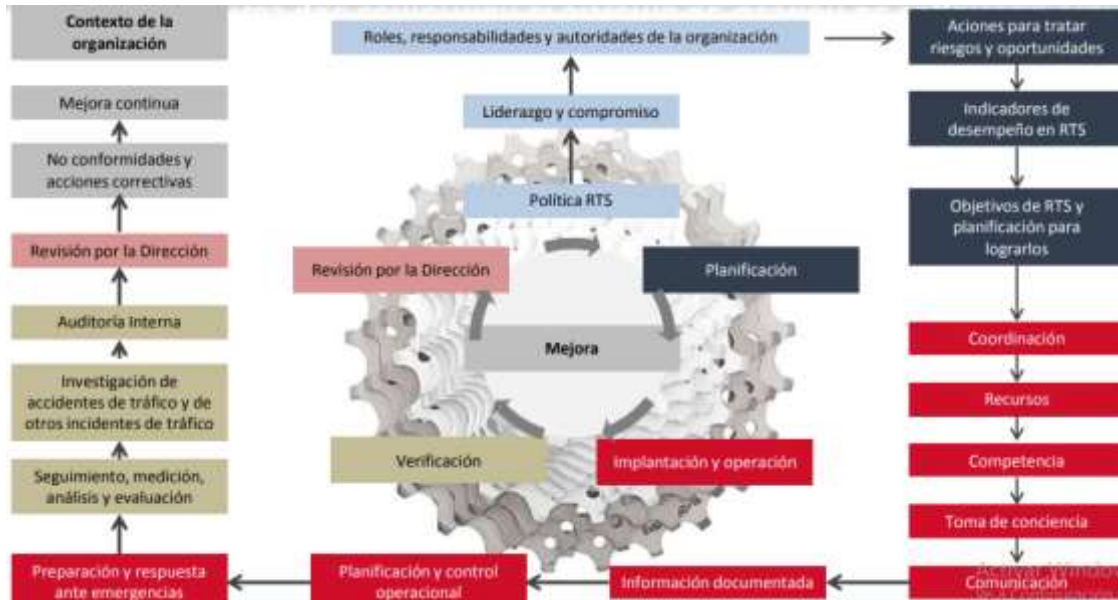 Contexto de la
organización
Roles, responsabilidades y autoridades de la organización
Acciones para tratar
riesgos y oportunidades
Mejora continua
Liderazgo y compromiso
Indicadores de
desempeño en RTS
No conformidades y
acciones correctivas
Política RTS
Objetivos de RTS y
planificación para
lograrlos
Revisión por la Dirección
Revisión por la Dirección
Planificación
Auditoría Interna
Mejora
Coordinación
Investigación de
accidentes de tráfico y de
otros incidentes de tráfico
Recursos
Verificación
Implantación y operación
Competencia
Seguimiento, medición,
análisis y evaluación
Toma de conciencia
Preparación y respuesta
ante emergencias
Planificación y control
operacional
Información documentada
Comunicación